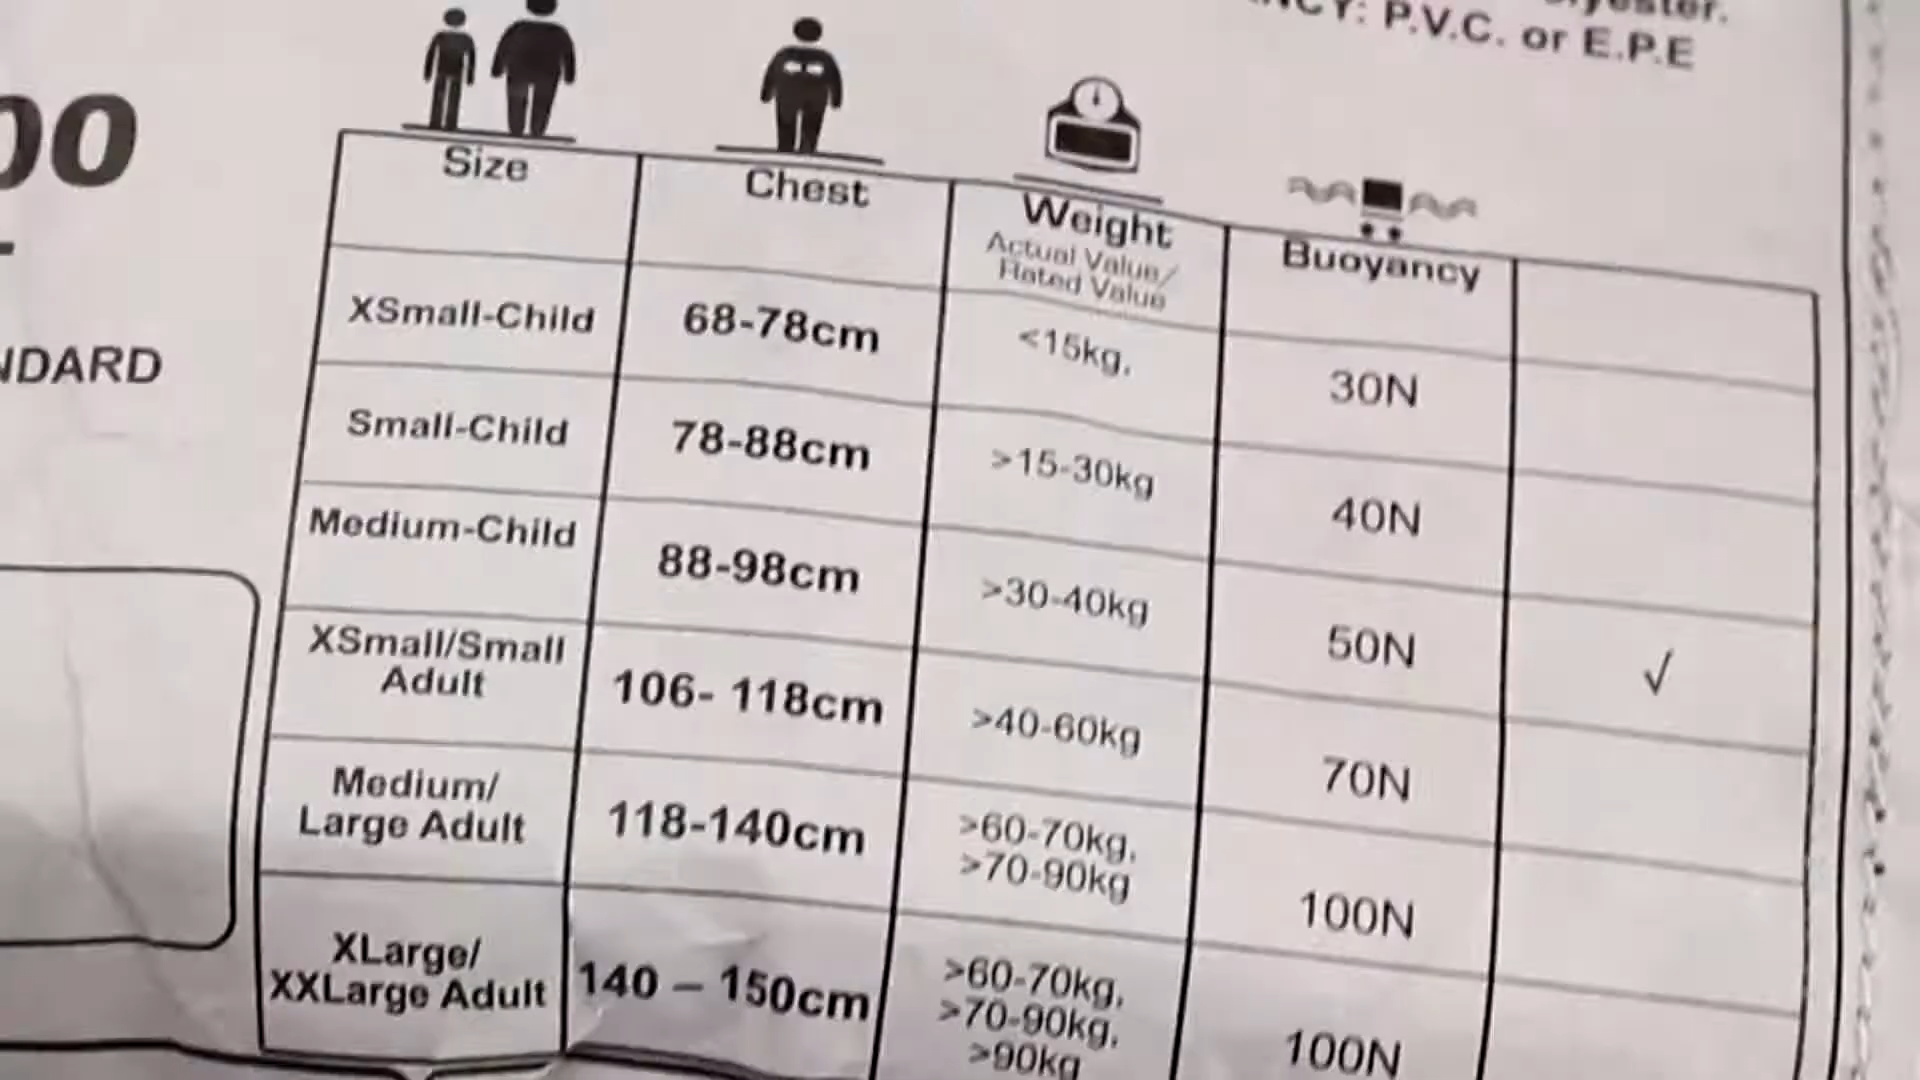 CY: P.V.C. or E.P.E
00
NDARD
Size
Chest
Weight
Actual Value/
Rated Value
Buoyancy
XSmall-Child
68-78cm
<15kg,
30N
Small-Child
78-88cm
>15-30kg
40N
Medium-Child
88-98cm
>30-40kg
50N
√
XSmall/Small
Adult
106- 118cm
>40-60kg
70N
Medium/
Large Adult
118-140cm
>60-70kg,
>70-90kg
100N
XLarge/
XXLarge Adult
140 – 150cm
>60-70kg,
>70-90kg,
>90kg
100N